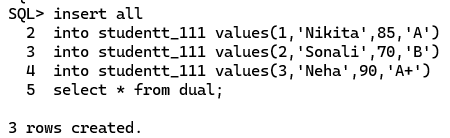 SQL> insert all
2 into studentt_111 values(1,'Nikita',85,'A')
3 into studentt_111 values(2,'Sonali',70,'B')
4 into studentt_111 values(3,'Neha',90,'A+')
5 select * from dual;
3 rows created.